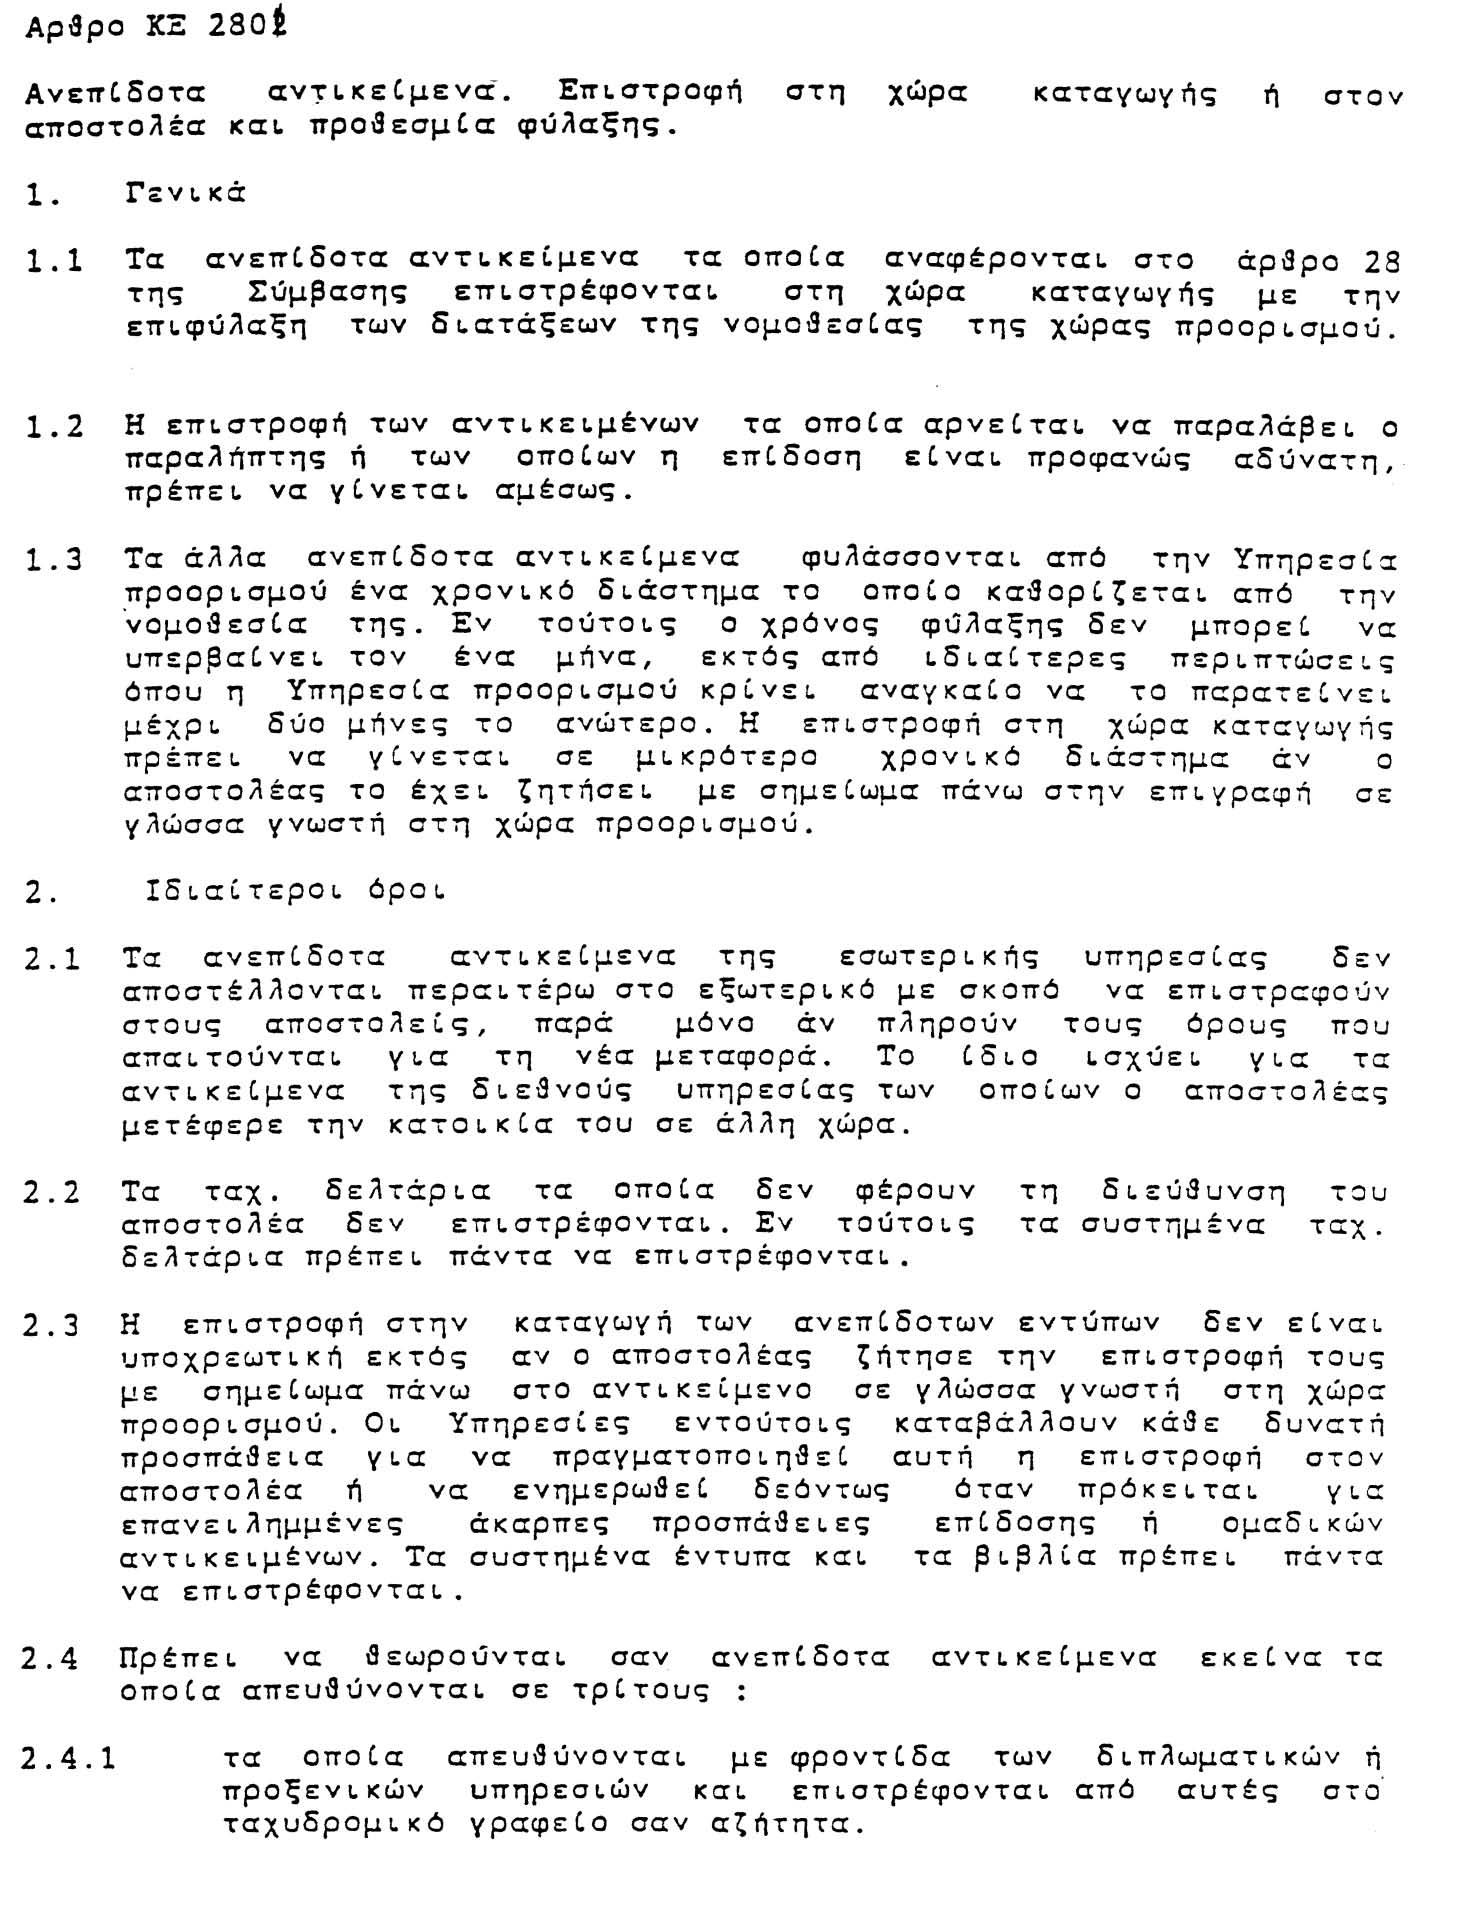 Αρθρο ΚΞ 2802
Ανεπίδοτα αντικείμενα. Επιστροφή στη χώρα καταγωγής ή στον
αποστολέα και προθεσμία φύλαξης.
1. Γενικά
1.1 Τα ανεπίδοτα αντικείμενα τα οποία αναφέρονται στο άρθρο 28
της Σύμβασης επιστρέφονται στη χώρα καταγωγής με την
επιφύλαξη των διατάξεων της νομοθεσίας της χώρας προορισμού.
1.2 Η επιστροφή των αντικειμένων τα οποία αρνείται να παραλάβει ο
παραλήπτης ή των οποίων η επίδοση είναι προφανώς αδύνατη,
πρέπει να γίνεται αμέσως.
1.3 Τα άλλα ανεπίδοτα αντικείμενα φυλάσσονται από την Υπηρεσία
προορισμού ένα χρονικό διάστημα το οποίο καθορίζεται από την
νομοθεσία της. Εν τούτοις ο χρόνος φύλαξης δεν μπορεί να
υπερβαίνει τον ένα μήνα, εκτός από ιδιαίτερες περιπτώσεις
όπου η Υπηρεσία προορισμού κρίνει αναγκαίο να το παρατείνει
μέχρι δύο μήνες το ανώτερο. Η επιστροφή στη χώρα καταγωγής
πρέπει να γίνεται σε μικρότερο χρονικό διάστημα άν ο
αποστολέας το έχει ζητήσει με σημείωμα πάνω στην επιγραφή σε
γλώσσα γνωστή στη χώρα προορισμού.
2. Ιδιαίτεροι όροι
2.1 Τα ανεπίδοτα αντικείμενα της εσωτερικής υπηρεσίας δεν
αποστέλλονται περαιτέρω στο εξωτερικό με σκοπό να επιστραφούν
στους αποστολείς, παρά μόνο άν πληρούν τους όρους που
απαιτούνται για τη νέα μεταφορά. Το ίδιο ισχύει για τα
αντικείμενα της διεθνούς υπηρεσίας των οποίων ο αποστολέας
μετέφερε την κατοικία του σε άλλη χώρα.
2.2 Τα ταχ. δελτάρια τα οποία δεν φέρουν τη διεύθυνση του
αποστολέα δεν επιστρέφονται. Εν τούτοις τα συστημένα ταχ.
δελτάρια πρέπει πάντα να επιστρέφονται.
2.3 Η επιστροφή στην καταγωγή των ανεπίδοτων εντύπων δεν είναι
υποχρεωτική εκτός αν ο αποστολέας ζήτησε την επιστροφή τους
με σημείωμα πάνω στο αντικείμενο σε γλώσσα γνωστή στη χώρα
προορισμού. Οι Υπηρεσίες εντούτοις καταβάλλουν κάθε δυνατή
προσπάθεια για να πραγματοποιηθεί αυτή η επιστροφή στον
αποστολέα ή να ενημερωθεί δεόντως όταν πρόκειται για
επανειλημμένες άκαρπες προσπάθειες επίδοσης ή ομαδικών
αντικειμένων. Τα συστημένα έντυπα και τα βιβλία πρέπει πάντα
να επιστρέφονται.
2.4 Πρέπει να θεωρούνται σαν ανεπίδοτα αντικείμενα εκείνα τα
οποία απευθύνονται σε τρίτους :
2.4.1 τα οποία απευθύνονται με φροντίδα των διπλωματικών ή
προξενικών υπηρεσιών και επιστρέφονται από αυτές στο
ταχυδρομικό γραφείο σαν αζήτητα.